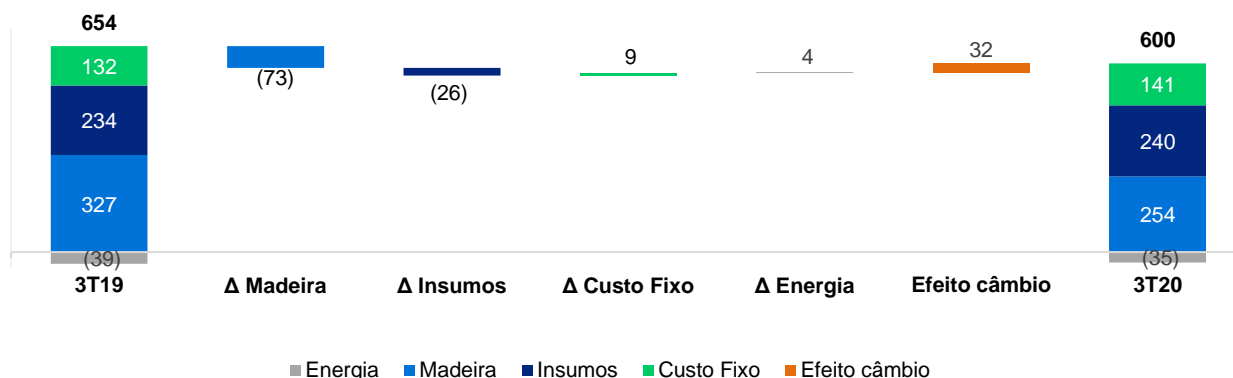 654
132
234
327
(39)
(73)
(26)
9
4
32
600
141
240
254
(35)
3T19
Δ Madeira
Δ Insumos
Δ Custo Fixo
Δ Energia
Efeito câmbio
3T20
Energia
Madeira
Insumos
Custo Fixo
Efeito câmbio